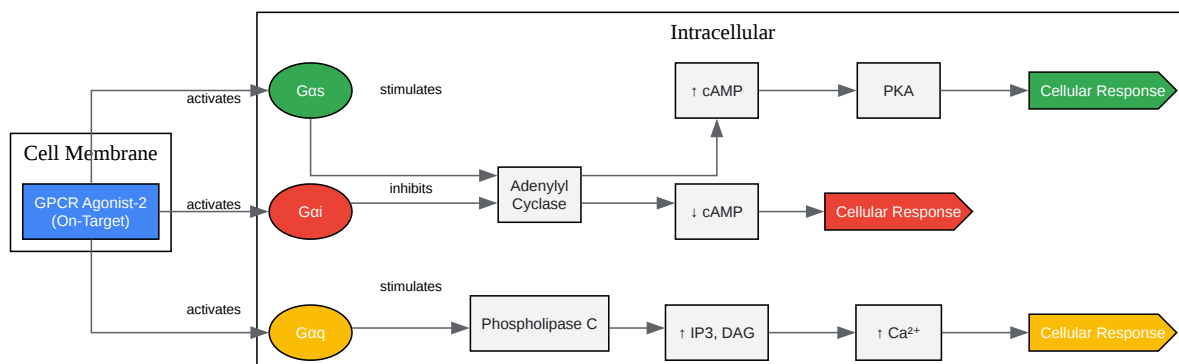 Intracellular
activates
Gαs
stimulates
↑ cAMP
PKA
Cellular Response
Cell Membrane
GPCR Agonist-2
(On-Target)
activates
Gαi
inhibits
Adenylyl
Cyclase
↓ cAMP
Cellular Response
activates
Gαq
stimulates
Phospholipase C
↑ IP3, DAG
↑ Ca²⁺
Cellular Response